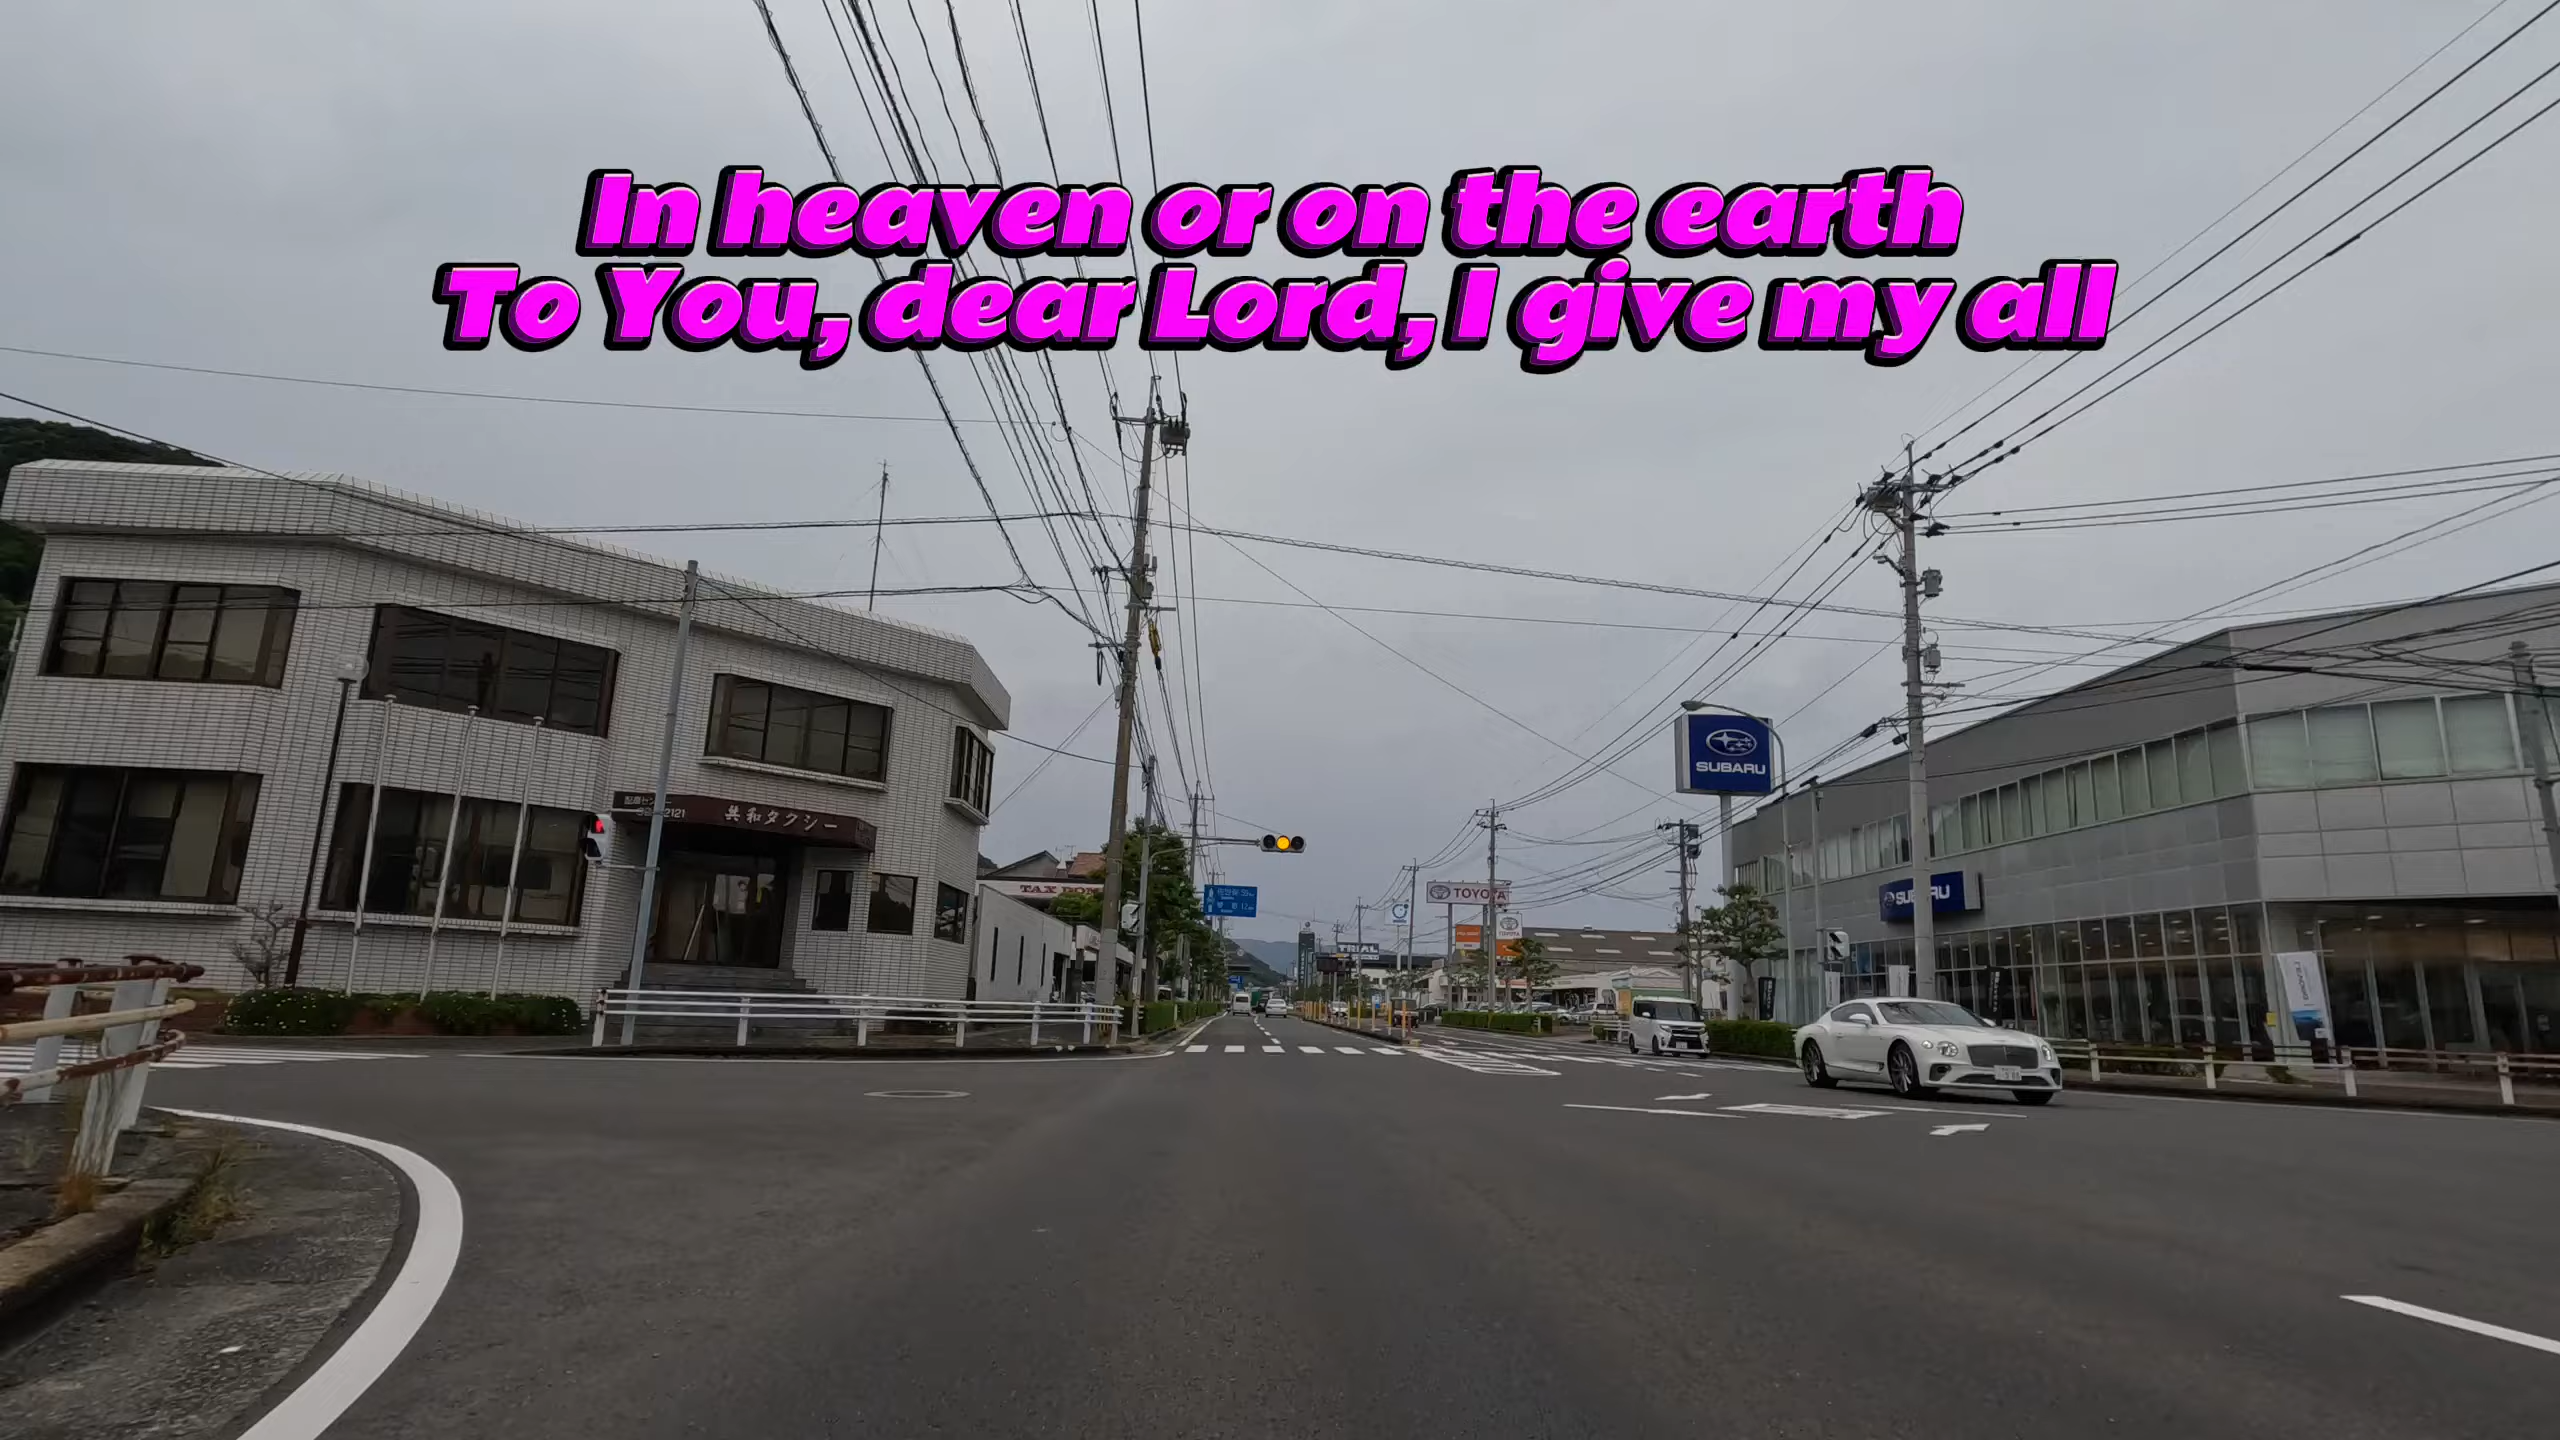 In heaven or on the earth
To You, dear Lord, I give my all
SUBARU
共和タクシー
TOYOTA
TOYOTA
SUBARU
TRIAL